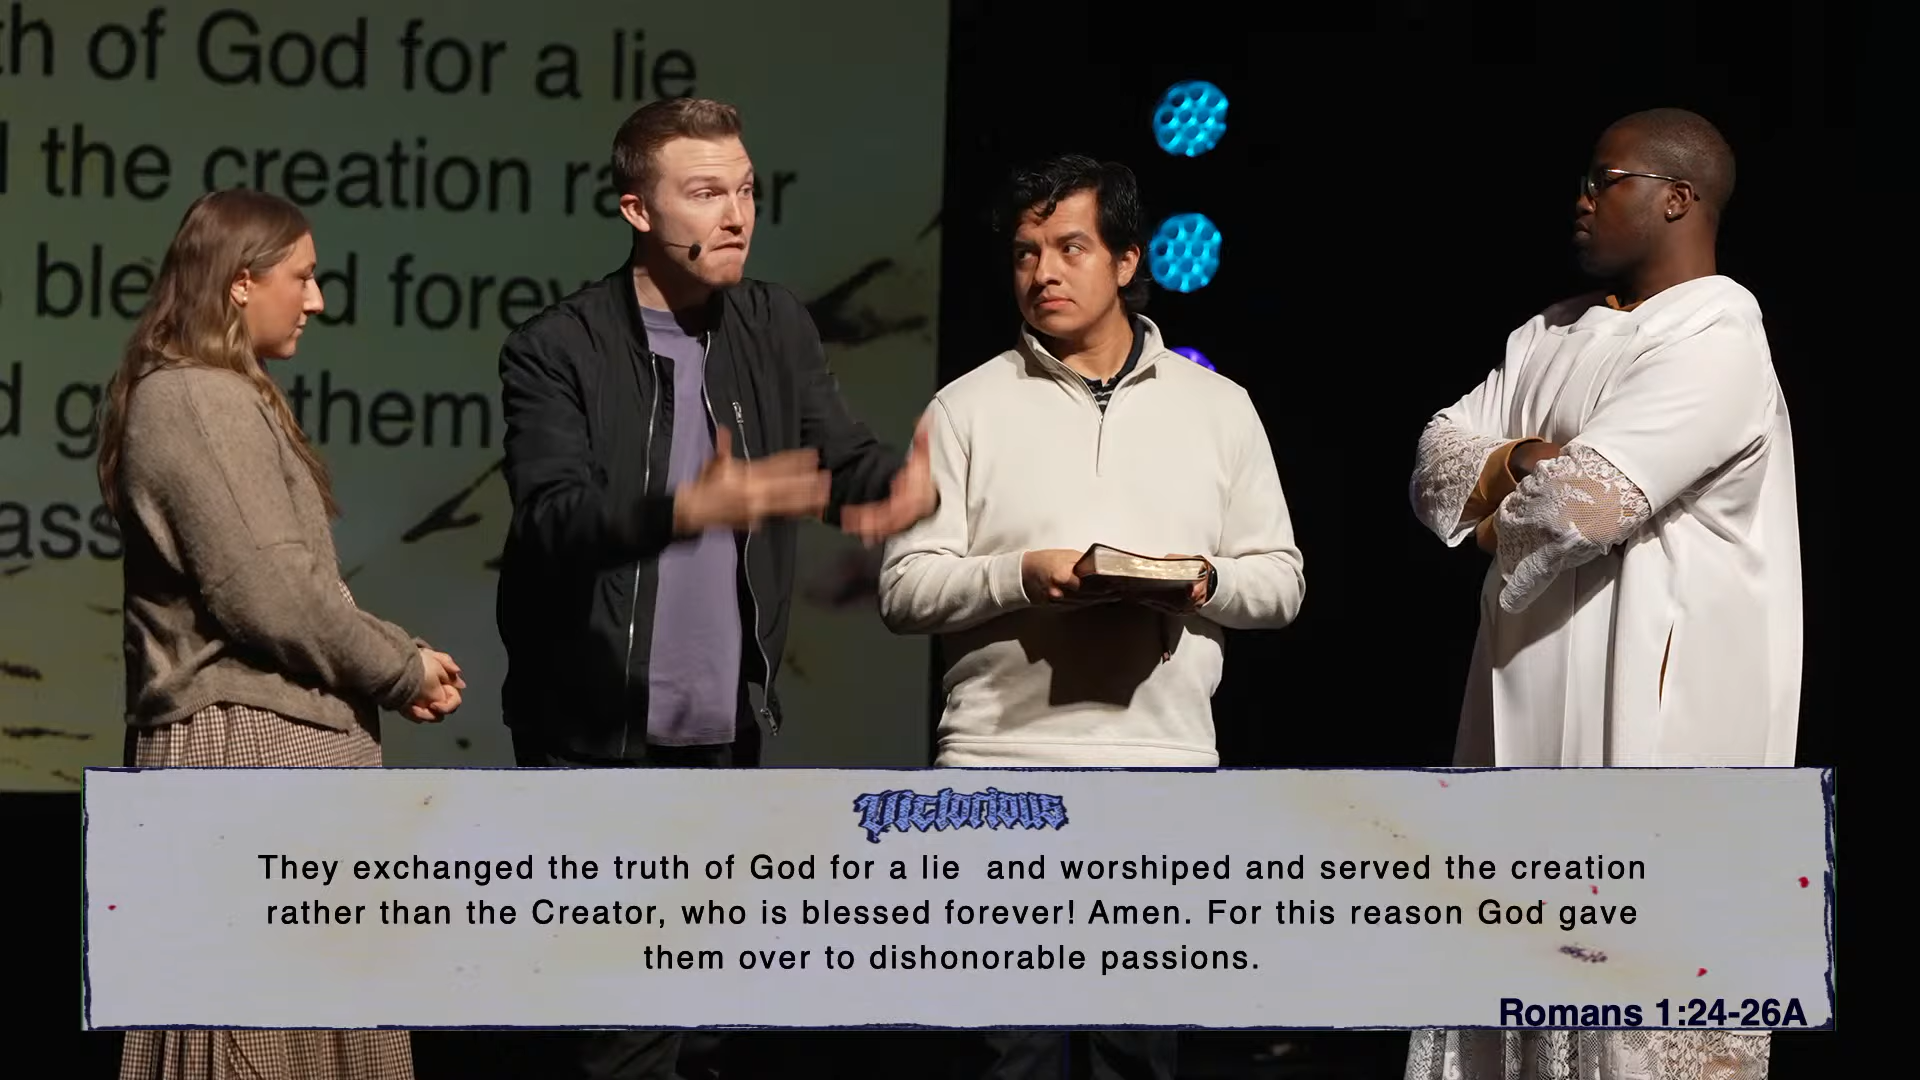 th of God for a lie
the creation ra er
ble d forev
d g them
ass
Victorious
They exchanged the truth of God for a lie and worshiped and served the creation
rather than the Creator, who is blessed forever! Amen. For this reason God gave
them over to dishonorable passions.
Romans 1:24-26A